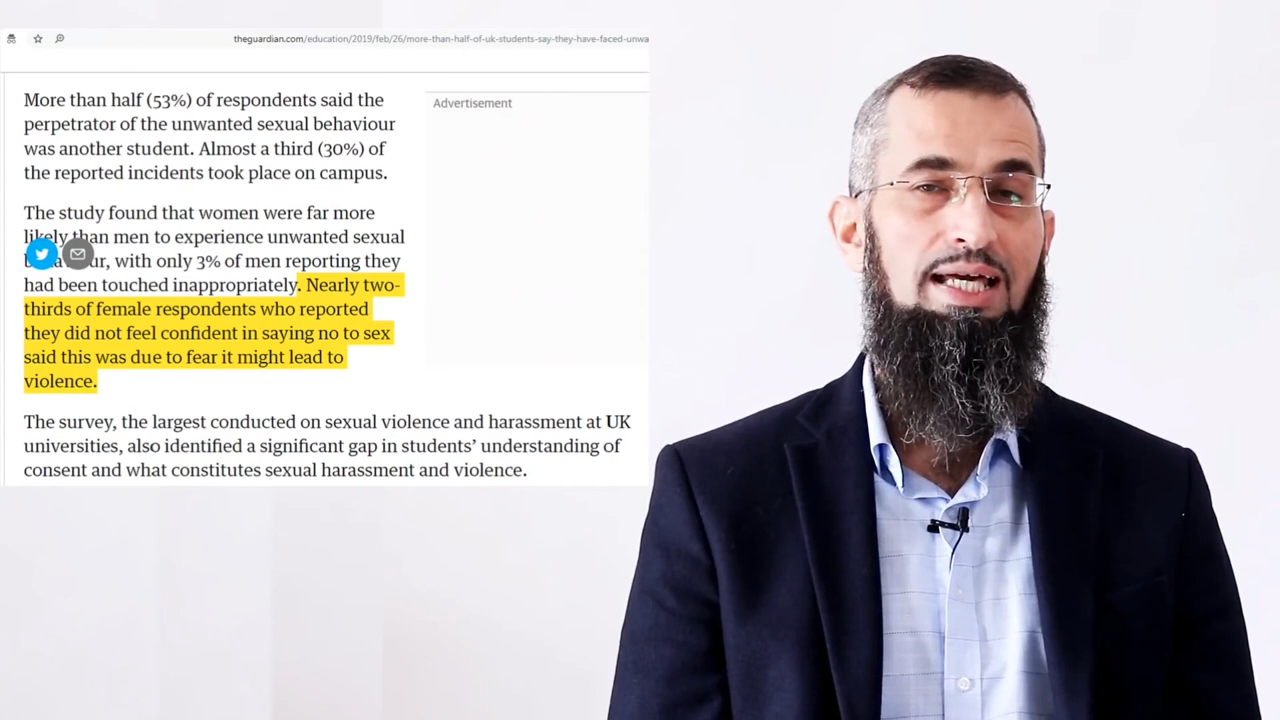 theguardian.com/education/2019/feb/26/more-than-half-of-uk-students-say-they-have-faced-unwa
More than half (53%) of respondents said the
perpetrator of the unwanted sexual behaviour
was another student. Almost a third (30%) of
the reported incidents took place on campus.
Advertisement
The study found that women were far more
likely than men to experience unwanted sexual
with only 3% of men reporting they
had been touched inappropriately. Nearly two-
thirds of female respondents who reported
they did not feel confident in saying no to sex
said this was due to fear it might lead to
violence.
The survey, the largest conducted on sexual violence and harassment at UK
universities, also identified a significant gap in students’ understanding of
consent and what constitutes sexual harassment and violence.